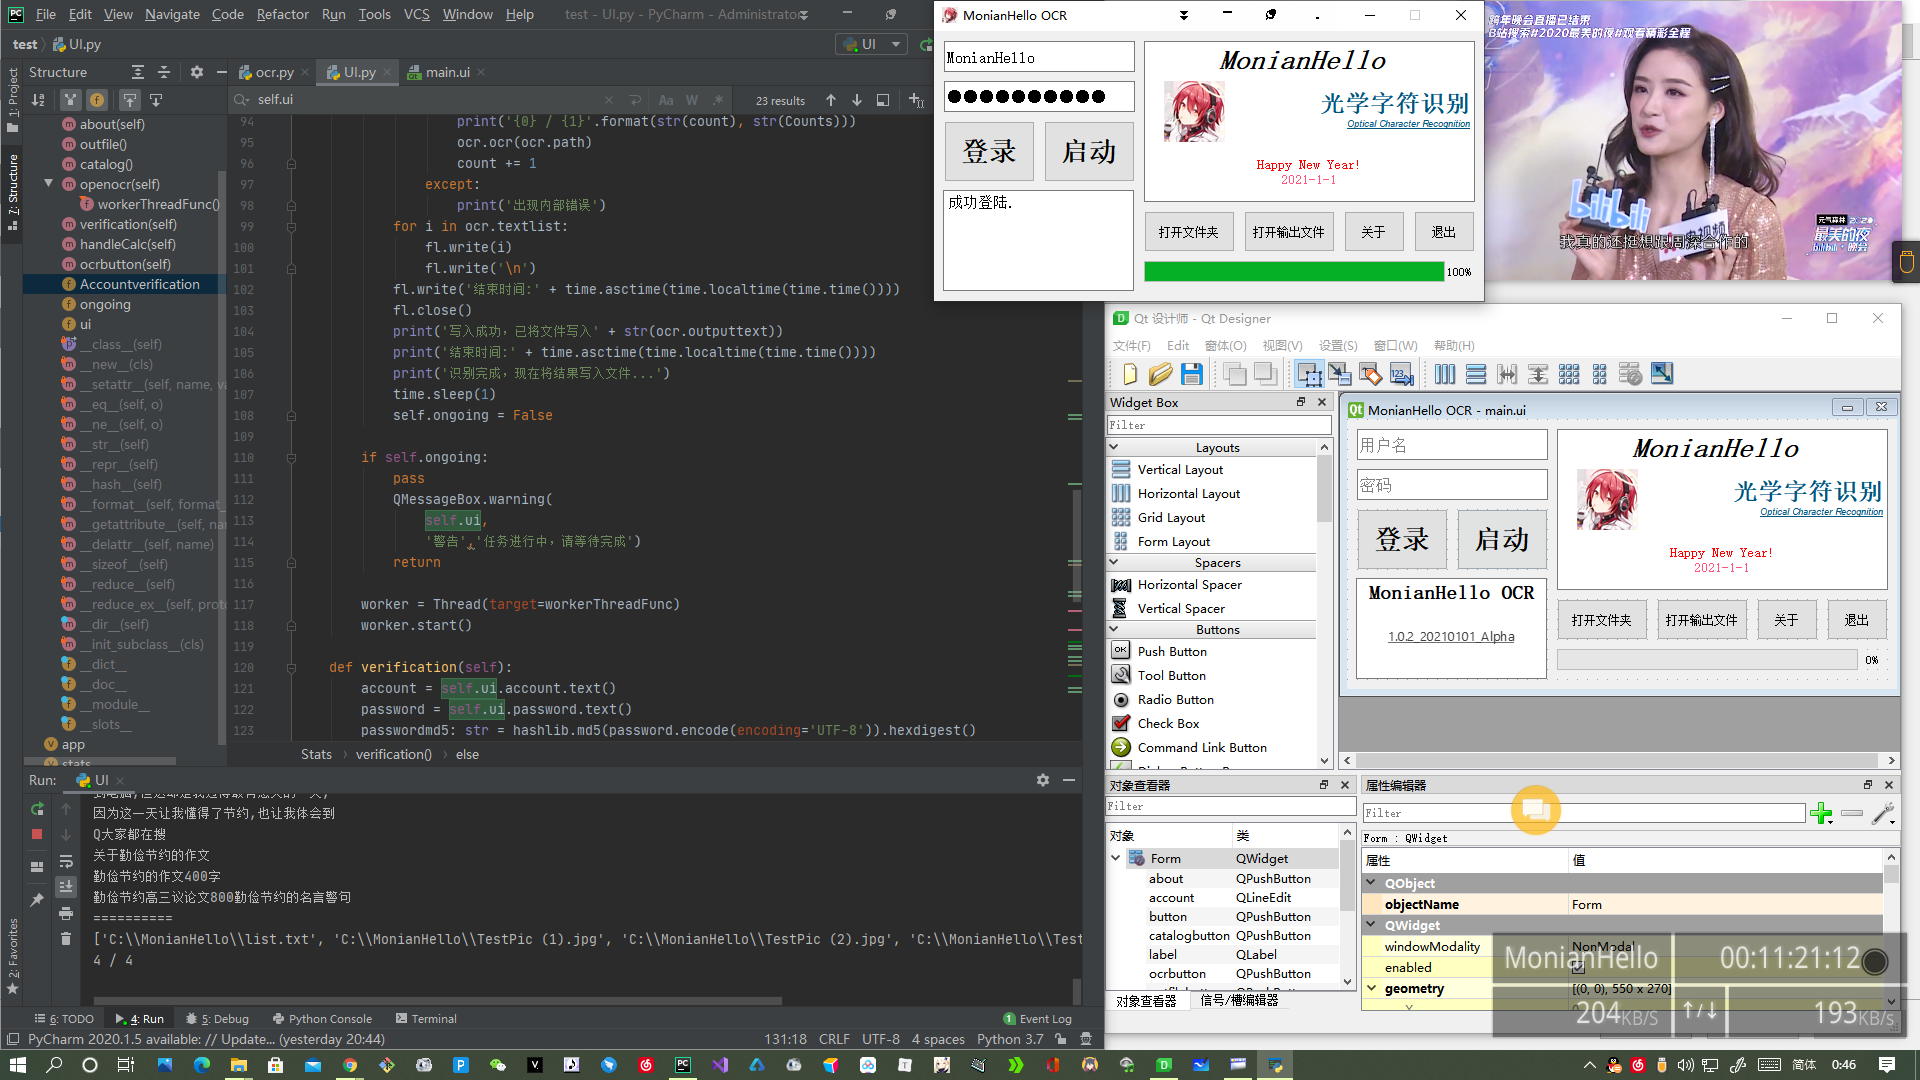 File Edit View Navigate Code Refactor Run Tools VCS Window Help test - UI.py - PyCharm - Administrator
test UI.py
UI
Structure
ocr.py
UI.py
main.ui
self.ui
23 results
about(self)
outfile()
catalog()
openocr(self)
workerThreadFunc()
verification(self)
handleCalc(self)
ocrbutton(self)
Accountverification
ongoing
ui
__class__(self)
__new__(cls)
__setattr__(self, name, va
__eq__(self, o)
__ne__(self, o)
__str__(self)
__repr__(self)
__hash__(self)
__format__(self, format_
__getattribute__(self, na
__delattr__(self, name)
__sizeof__(self)
__reduce__(self)
__reduce_ex__(self, proto
__dir__(self)
__init_subclass__(cls)
__dict__
__doc__
__module__
__slots__
app
stats
1: Project
7: Structure
2: Favorites
94 print('{0} / {1}'.format(str(count), str(Counts)))
95 ocr.ocr(ocr.path)
96 count += 1
97 except:
98 print('出现内部错误')
99 for i in ocr.textlist:
100 fl.write(i)
101 fl.write('\n')
102 fl.write('结束时间:' + time.asctime(time.localtime(time.time())))
103 fl.close()
104 print('写入成功，已将文件写入' + str(ocr.outputtext))
105 print('结束时间:' + time.asctime(time.localtime(time.time())))
106 print('识别完成，现在将结果写入文件...')
107 time.sleep(1)
108 self.ongoing = False
109
110 if self.ongoing:
111 pass
112 QMessageBox.warning(
113 self.ui,
114 '警告','任务进行中，请等待完成')
115 return
116
117 worker = Thread(target=workerThreadFunc)
118 worker.start()
119
120 def verification(self):
121 account = self.ui.account.text()
122 password = self.ui.password.text()
123 passwordmd5: str = hashlib.md5(password.encode(encoding='UTF-8')).hexdigest()
Stats verification() else
Run: UI
因为这一天让我懂得了节约,也让我体会到
Q大家都在搜
关于勤俭节约的作文
勤俭节约的作文400字
勤俭节约高三议论文800勤俭节约的名言警句
==========
['C:\\MonianHello\\list.txt', 'C:\\MonianHello\\TestPic (1).jpg', 'C:\\MonianHello\\TestPic (2).jpg', 'C:\\MonianHello\\Test
4 / 4
6: TODO 4: Run 5: Debug Python Console Terminal 1 Event Log
PyCharm 2020.1.5 available: // Update... (yesterday 20:44) 131:18 CRLF UTF-8 4 spaces Python 3.7
MonianHello OCR
MonianHello
登录 启动
成功登陆.
MonianHello
光学字符识别
Optical Character Recognition
Happy New Year!
2021-1-1
打开文件夹 打开输出文件 关于 退出
100%
跨年晚会直播已结束
B站搜索#2020最美的夜#观看精彩全程
bilibili
我真的还挺想跟周深合作的
元气森林 2020
最美的夜
bilibili 晚会
Qt 设计师 - Qt Designer
文件(F) Edit 窗体(O) 视图(V) 设置(S) 窗口(W) 帮助(H)
Widget Box
Filter
Layouts
Vertical Layout
Horizontal Layout
Grid Layout
Form Layout
Spacers
Horizontal Spacer
Vertical Spacer
Buttons
Push Button
Tool Button
Radio Button
Check Box
Command Link Button
MonianHello OCR - main.ui
用户名
密码
登录 启动
MonianHello OCR
1.0.2_20210101_Alpha
MonianHello
光学字符识别
Optical Character Recognition
Happy New Year!
2021-1-1
打开文件夹 打开输出文件 关于 退出
0%
对象查看器
Filter
对象 类
Form QWidget
about QPushButton
account QLineEdit
button QPushButton
catalogbutton QPushButton
label QLabel
ocrbutton QPushButton
对象查看器 信号/槽编辑器
属性编辑器
Filter
Form : QWidget
属性 值
QObject
objectName Form
QWidget
windowModality NonModal
enabled
geometry [(0, 0), 550 x 270]
MonianHello 00:11:21:12
204KB/S ↑/↓ 193KB/S
简体 0:46